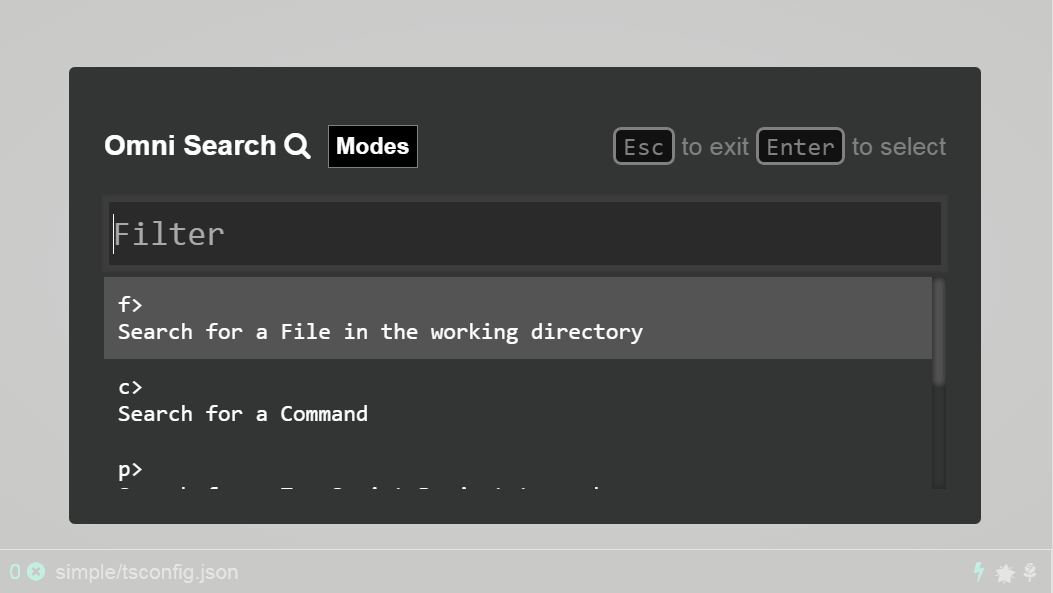 Omni Search Modes Esc to exit Enter to select
Filter
f>
Search for a File in the working directory
c>
Search for a Command
p>
0 simple/tsconfig.json